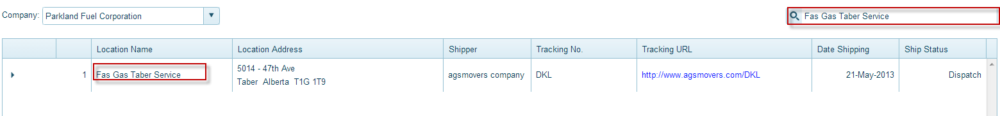 Company: Parkland Fuel Corporation
Fas Gas Taber Service
Location Name Location Address Shipper Tracking No. Tracking URL Date Shipping Ship Status
1 Fas Gas Taber Service 5014 - 47th Ave agsmovers company DKL http://www.agsmovers.com/DKL 21-May-2013 Dispatch
Taber Alberta T1G 1T9